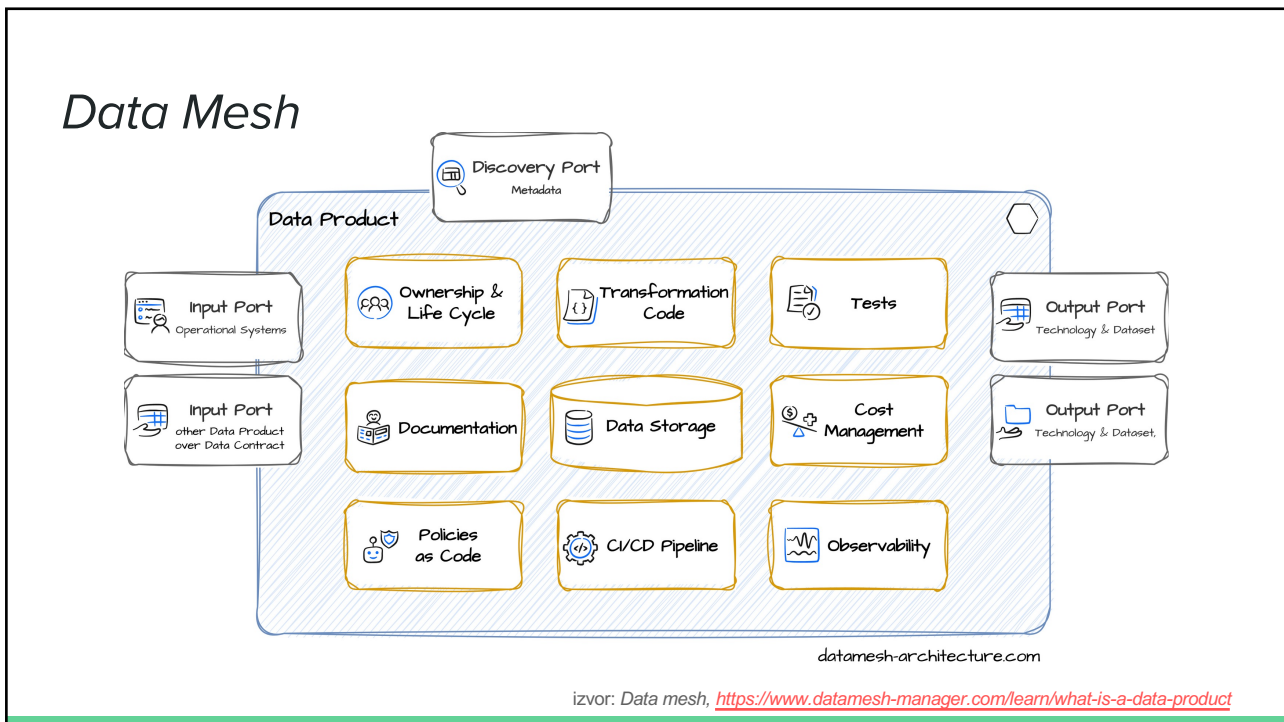 Data Mesh
Discovery Port
Metadata
Data Product
Input Port
Operational Systems
Input Port
other Data Product
over Data Contract
Ownership &
Life Cycle
Transformation
Code
Tests
Documentation
Data Storage
Cost
Management
Policies
as Code
CI/CD Pipeline
Observability
Output Port
Technology & Dataset
Output Port
Technology & Dataset,
datamesh-architecture.com
izvor: Data mesh, https://www.datamesh-manager.com/learn/what-is-a-data-product